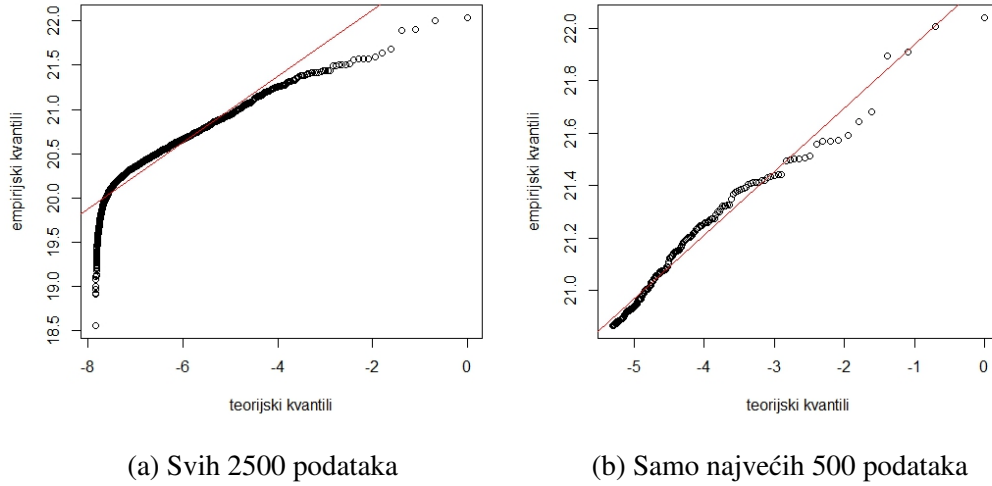 22.0
21.5
21.0
20.5
20.0
19.5
19.0
18.5
empirijski kvantili
-8 -6 -4 -2 0
teorijski kvantili
(a) Svih 2500 podataka
22.0
21.8
21.6
21.4
21.2
21.0
empirijski kvantili
-5 -4 -3 -2 -1 0
teorijski kvantili
(b) Samo najvećih 500 podataka